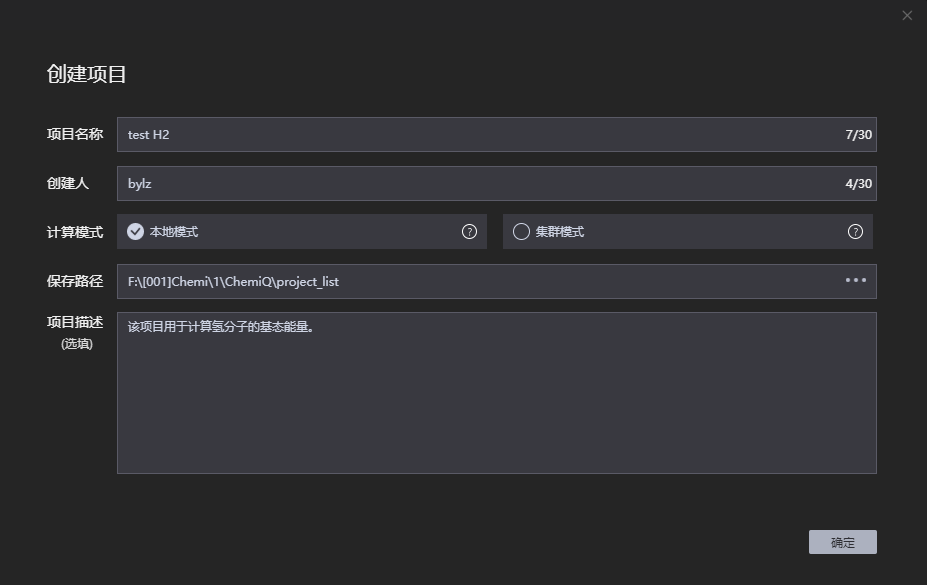 创建项目
项目名称 test H2 7/30
创建人 bylz 4/30
计算模式 本地模式 ? 集群模式 ?
保存路径 F:\[001]Chemi\1\ChemiQ\project_list ...
项目描述 该项目用于计算氢分子的基态能量。
(选填)
确定